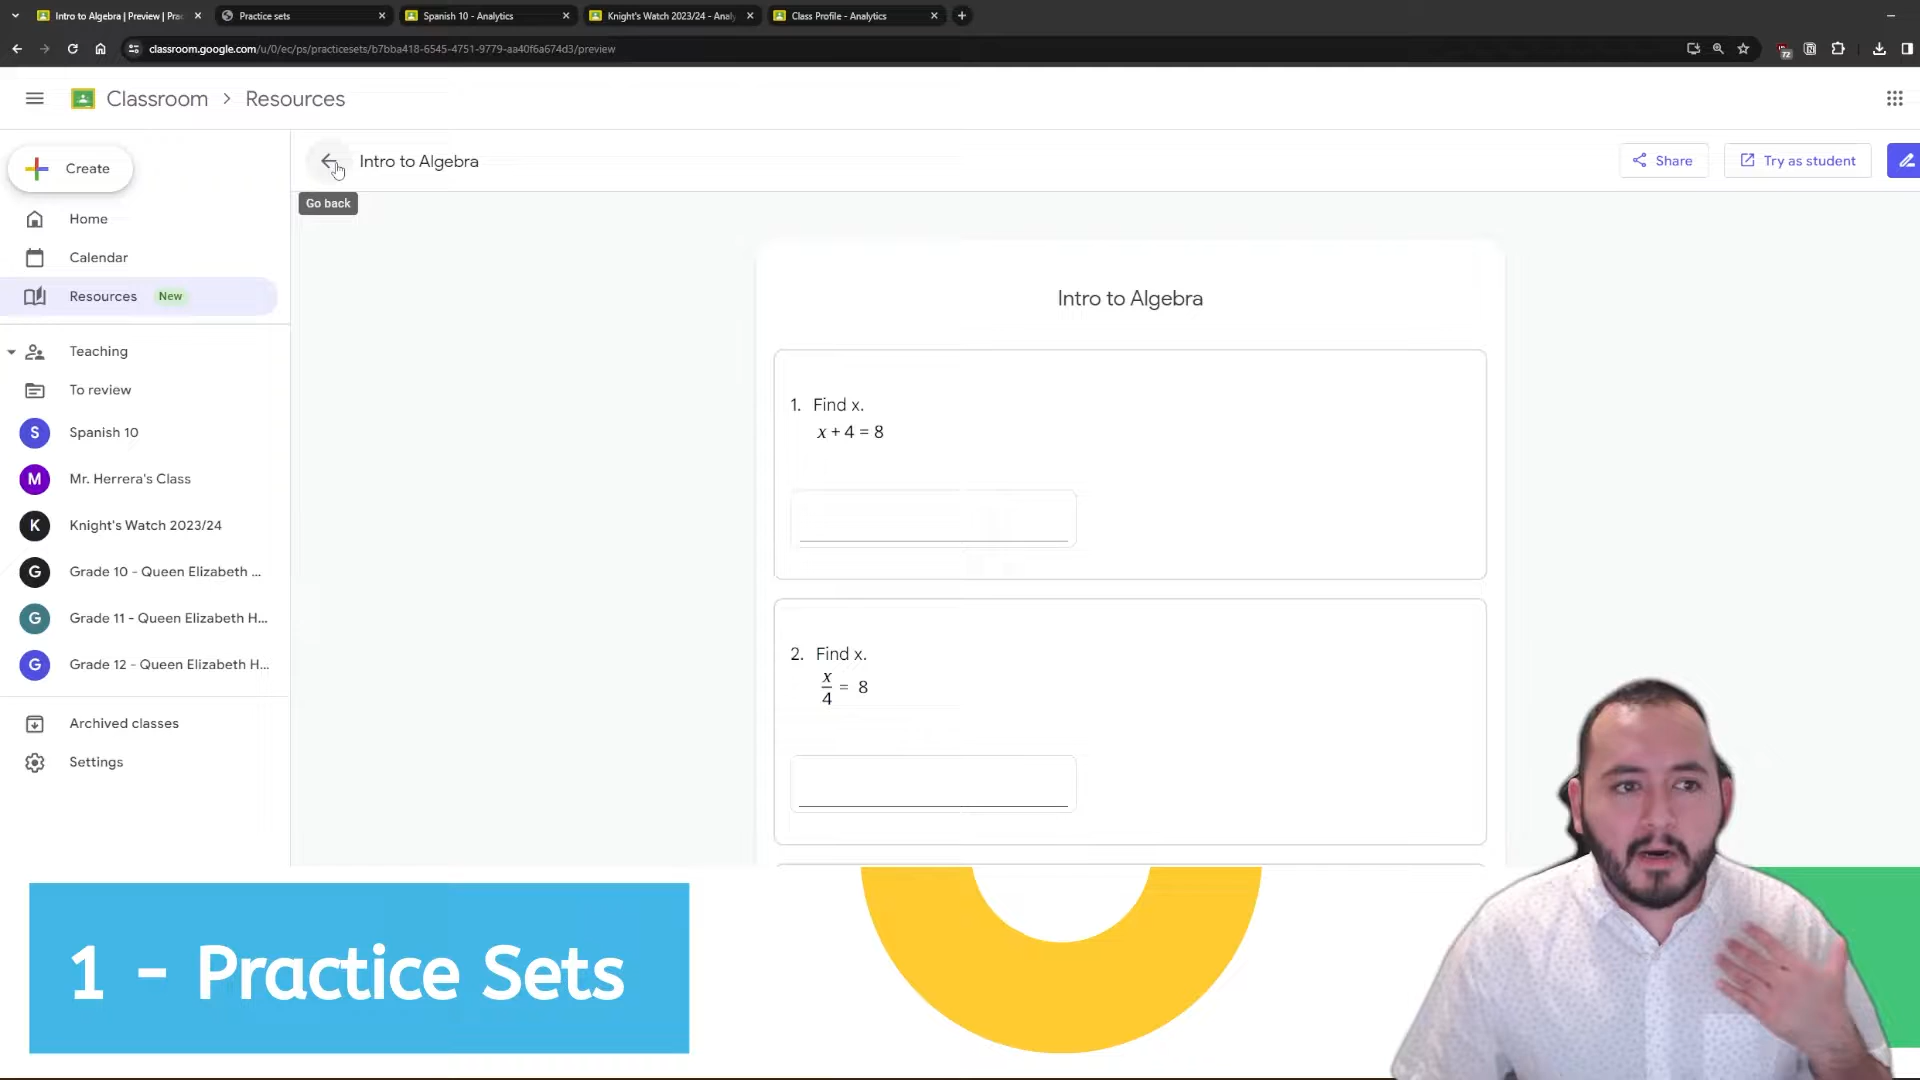 Intro to Algebra | Preview | Prac
Practice sets
Spanish 10 - Analytics
Knight's Watch 2023/24 - Analy
Class Profile - Analytics
classroom.google.com/u/0/ec/ps/practicesets/b7bba418-6545-4751-9779-aa40f6a674d3/preview
72
Classroom > Resources
Create
Intro to Algebra
Share
Try as student
Go back
Home
Calendar
Resources New
Teaching
To review
S Spanish 10
M Mr. Herrera's Class
K Knight's Watch 2023/24
G Grade 10 - Queen Elizabeth ...
G Grade 11 - Queen Elizabeth H...
G Grade 12 - Queen Elizabeth H...
Archived classes
Settings
Intro to Algebra
1. Find x.
x + 4 = 8
2. Find x.
x/4 = 8
1 - Practice Sets